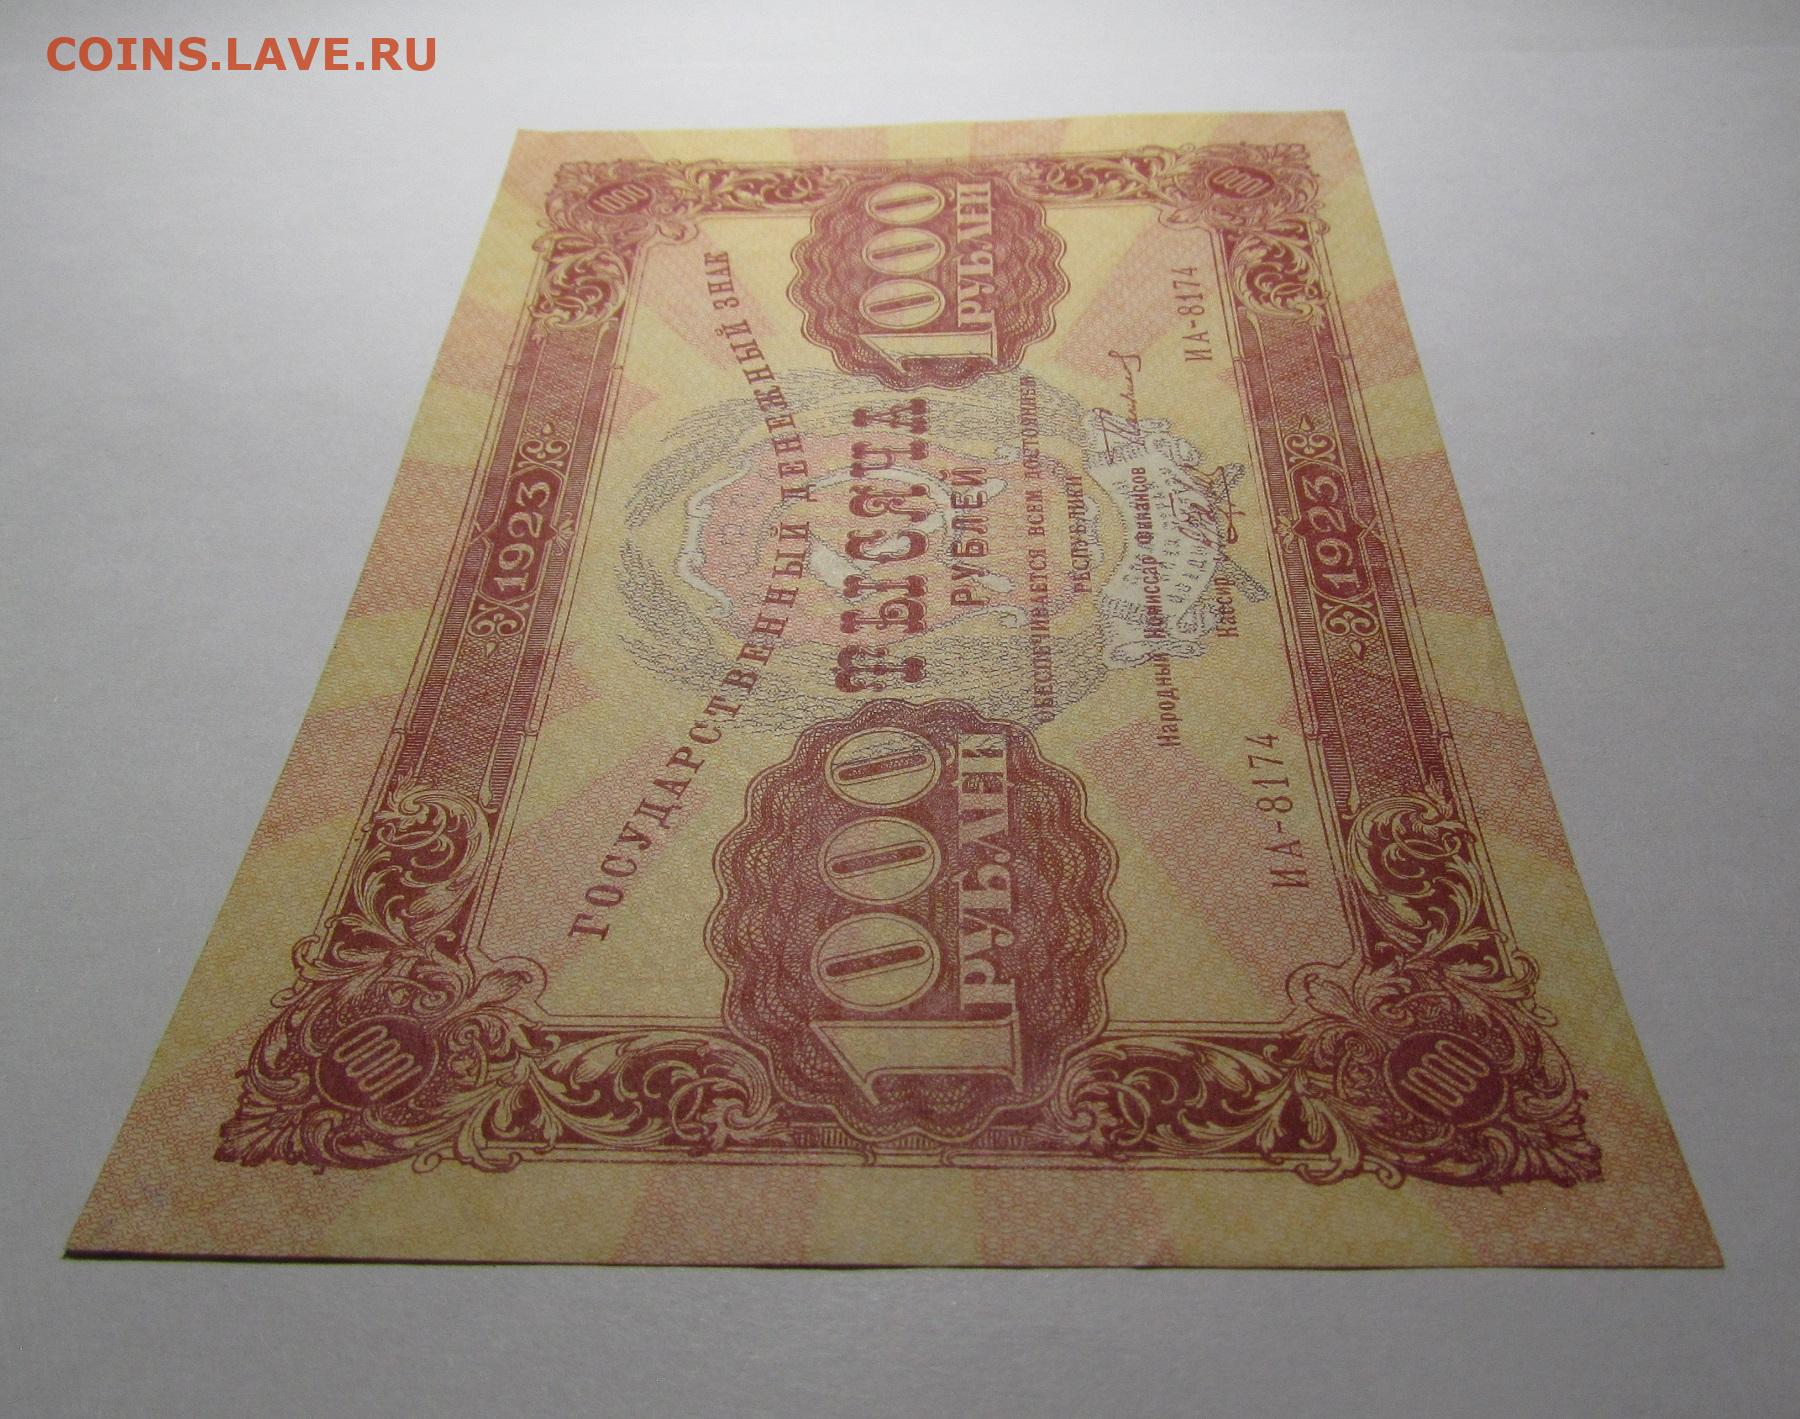 COINS.LAVE.RU
1000
1000
ГОСУДАРСТВЕННЫЙ ДЕНЕЖНЫЙ ЗНАК
1923
1000
РУБЛЕЙ
ТЫСЯЧА
РУБЛЕЙ
1000
РУБЛЕЙ
ОБЕСПЕЧИВАЕТСЯ ВСЕМ ДОСТОЯНИЕМ
РЕСПУБЛИКИ
Народный Комиссар Финансов
Кассир
ИА-8174
ИА-8174
1923
1000
1000